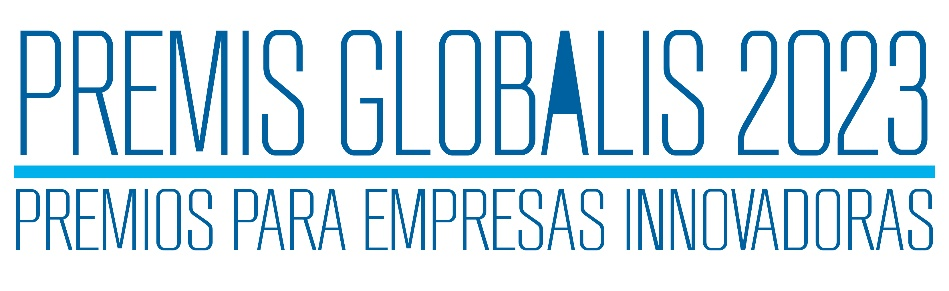 PREMIS GLOBALIS 2023
PREMIOS PARA EMPRESAS INNOVADORAS